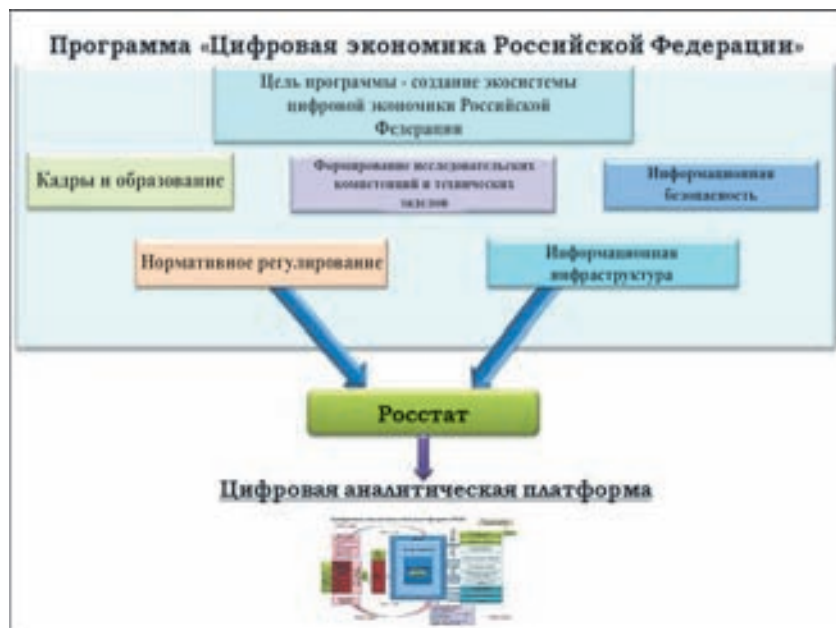 Программа «Цифровая экономика Российской Федерации»
Цель программы - создание экосистемы
цифровой экономики Российской
Федерации
Кадры и образование
Формирование исследовательских
компетенций и технических
заделов
Информационная
безопасность
Нормативное регулирование
Информационная
инфраструктура
Росстат
Цифровая аналитическая платформа